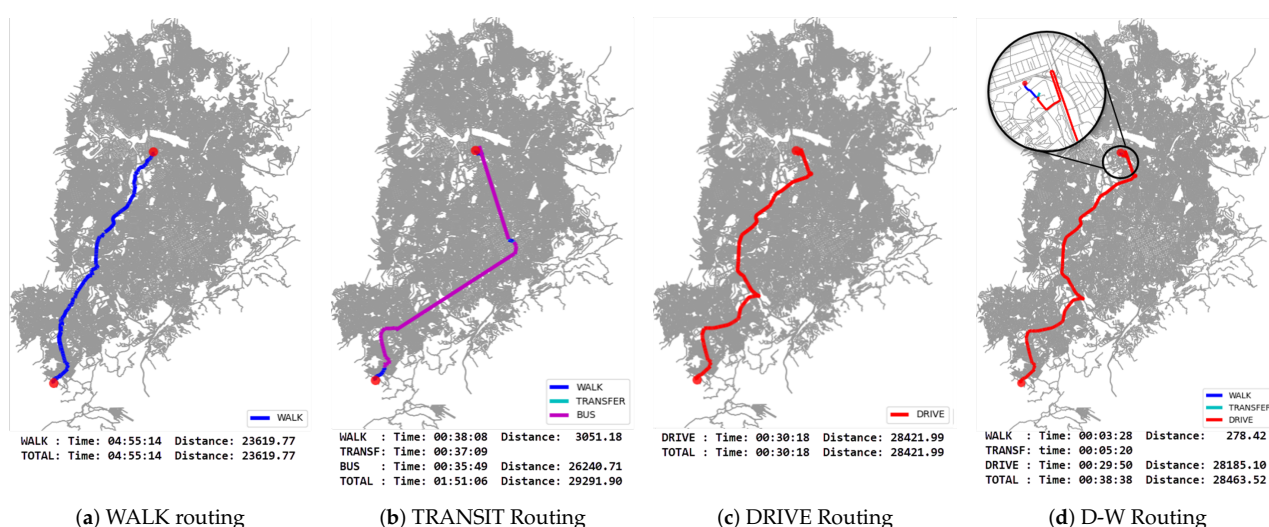 WALK
WALK : Time: 04:55:14 Distance: 23619.77
TOTAL: Time: 04:55:14 Distance: 23619.77
(a) WALK routing
WALK
TRANSFER
BUS
WALK : Time: 00:38:08 Distance: 3051.18
TRANSF: Time: 00:37:09
BUS : Time: 00:35:49 Distance: 26240.71
TOTAL : Time: 01:51:06 Distance: 29291.90
(b) TRANSIT Routing
DRIVE
DRIVE : Time: 00:30:18 Distance: 28421.99
TOTAL : Time: 00:30:18 Distance: 28421.99
(c) DRIVE Routing
WALK
TRANSFER
DRIVE
WALK : Time: 00:03:28 Distance: 278.42
TRANSF: time: 00:05:20
DRIVE : Time: 00:29:50 Distance: 28185.10
TOTAL : Time: 00:38:38 Distance: 28463.52
(d) D-W Routing